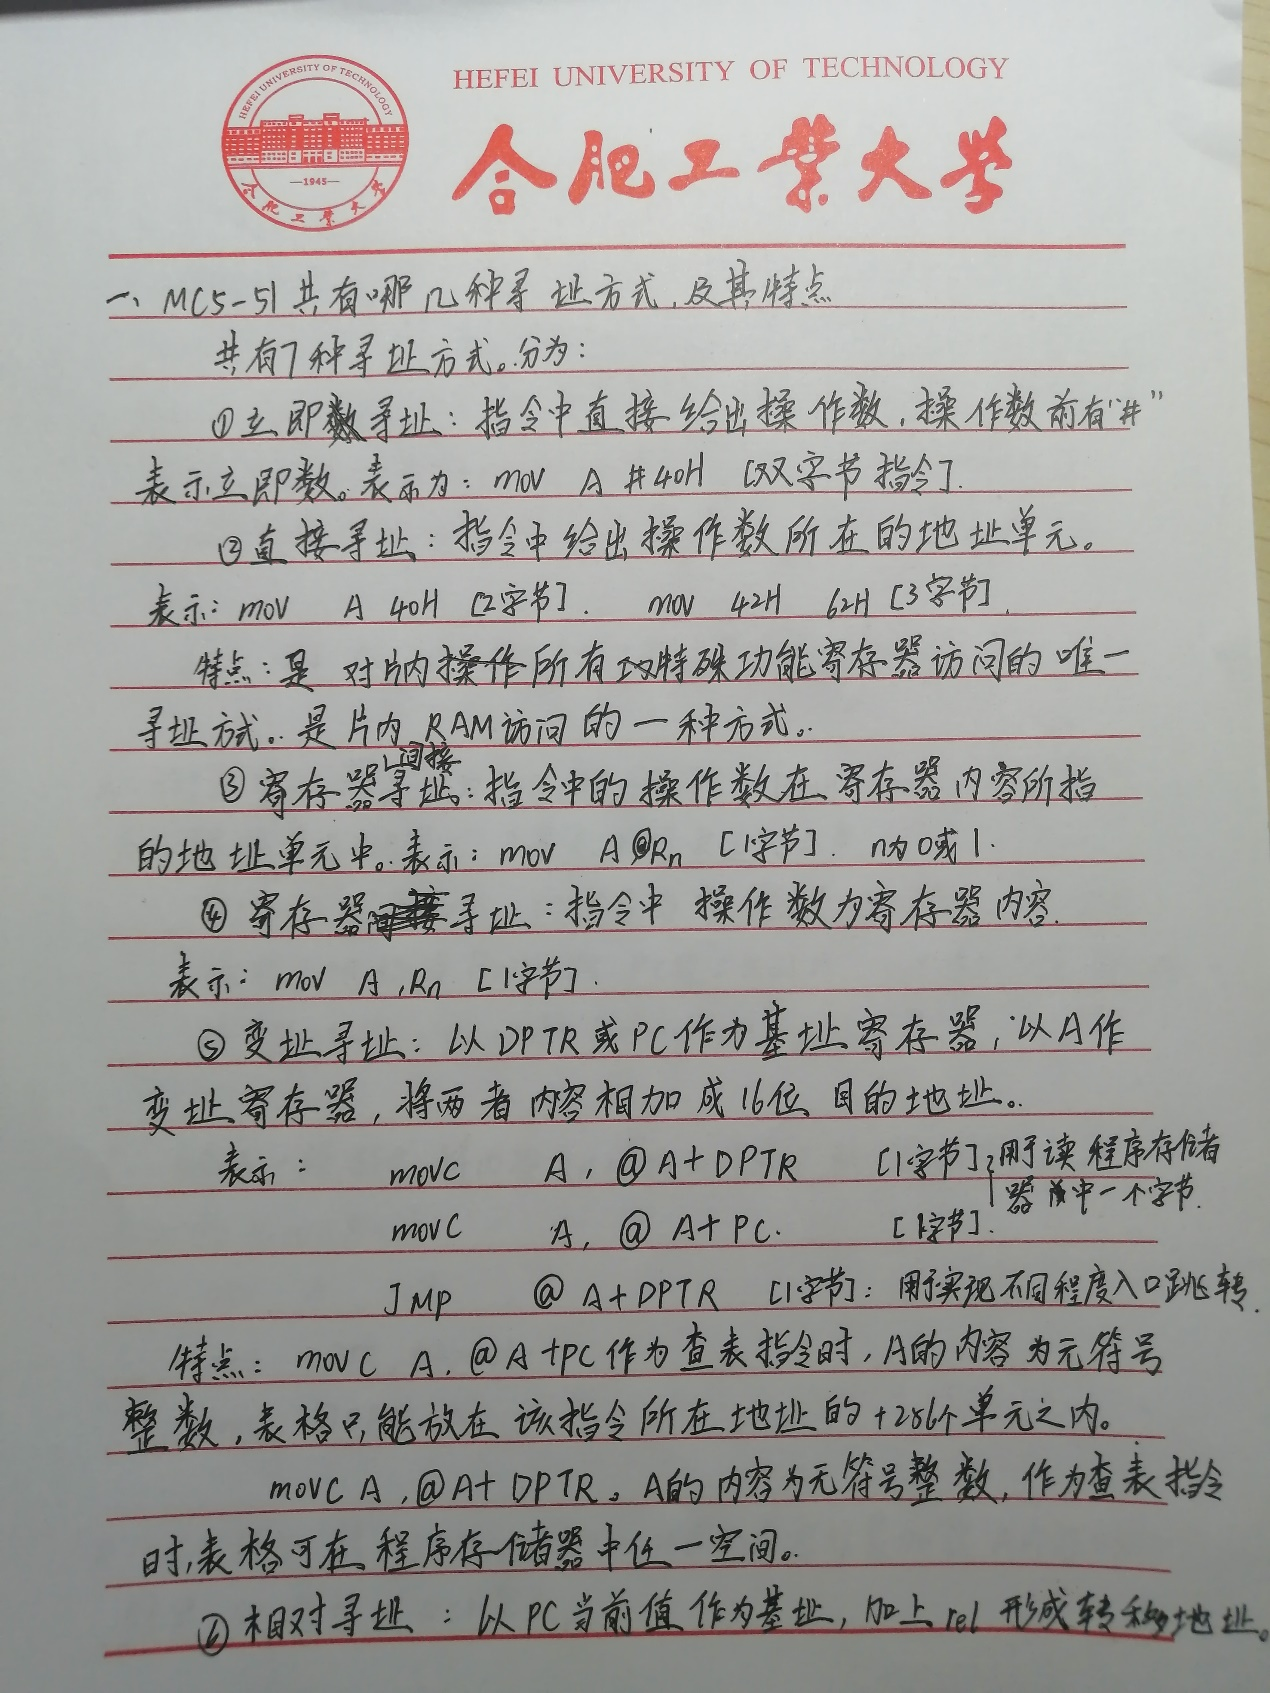 HEFEI UNIVERSITY OF TECHNOLOGY
HEFEI UNIVERSITY OF TECHNOLOGY
合肥工業大學
—1945—
合肥工業大學
一、MCS-51共有哪几种寻址方式,及其特点
共有7种寻址方式。分为:
①立即数寻址:指令中直接给出操作数,操作数前有"#"
表示立即数。表示为: mov A #40H [双字节指令].
②直接寻址:指令中给出操作数所在的地址单元。
表示: mov A 40H [2字节]. mov 42H 62H [3字节].
特点:是对片内所有特殊功能寄存器访问的唯一
寻址方式。是片内RAM访问的一种方式。
③寄存器间接寻址:指令中的操作数在寄存器内容所指
的地址单元中。表示: mov A @Rn [1字节]. n为0或1.
④寄存器寻址:指令中操作数为寄存器内容.
表示: mov A,Rn [1字节].
⑤变址寻址:以DPTR或PC作为基址寄存器,以A作
变址寄存器,将两者内容相加成16位目的地址。
表示: movc A, @A+DPTR [1字节] 用于读程序存储
器中一个字节.
movc A, @ A+PC. [1字节].
JMP @ A+DPTR [1字节]:用于实现不同程度入口跳转.
特点: movc A, @A+PC作为查表指令时,A的内容为无符号
整数,表格只能放在该指令所在地址的+256个单元之内。
movc A,@A+DPTR。A的内容为无符号整数,作为查表指令
时,表格可在程序存储器中任一空间。
⑥相对寻址:以PC当前值作为基址,加上rel形成转移地址。